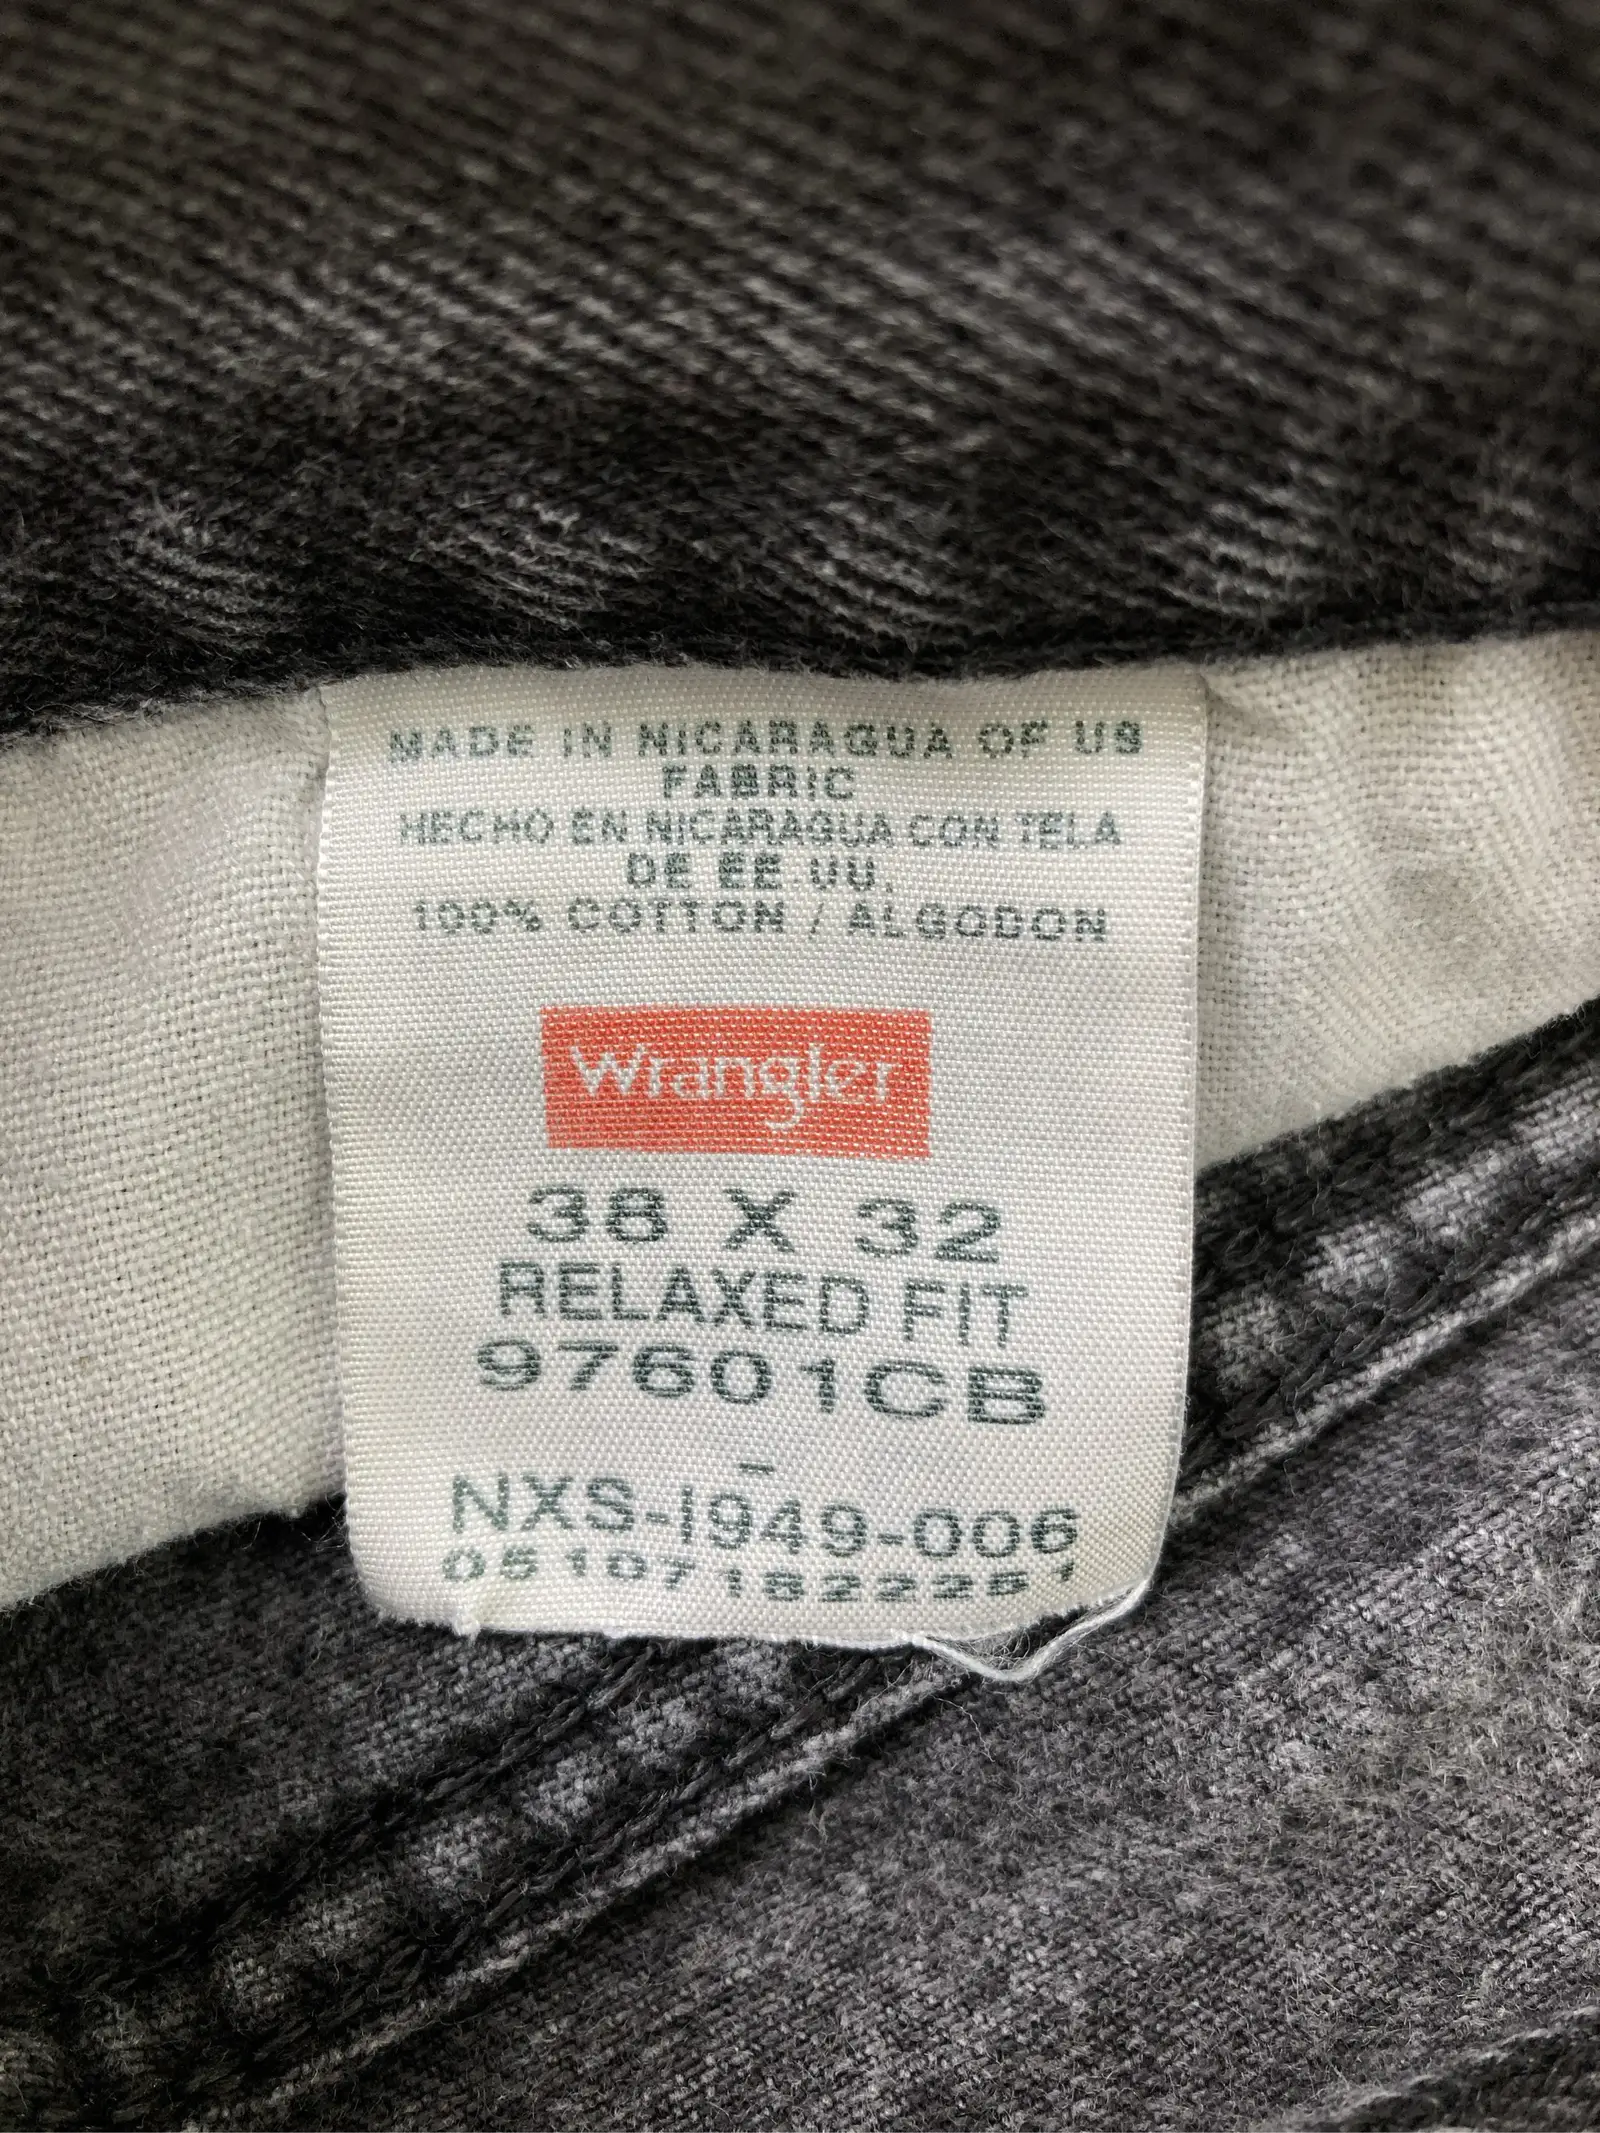 MADE IN NICARAGUA OF US
FABRIC
HECHO EN NICARAGUA CON TELA
DE EE.UU.
100% COTTON / ALGODON
Wrangler
38 X 32
RELAXED FIT
97601CB
-
NXS-I949-006